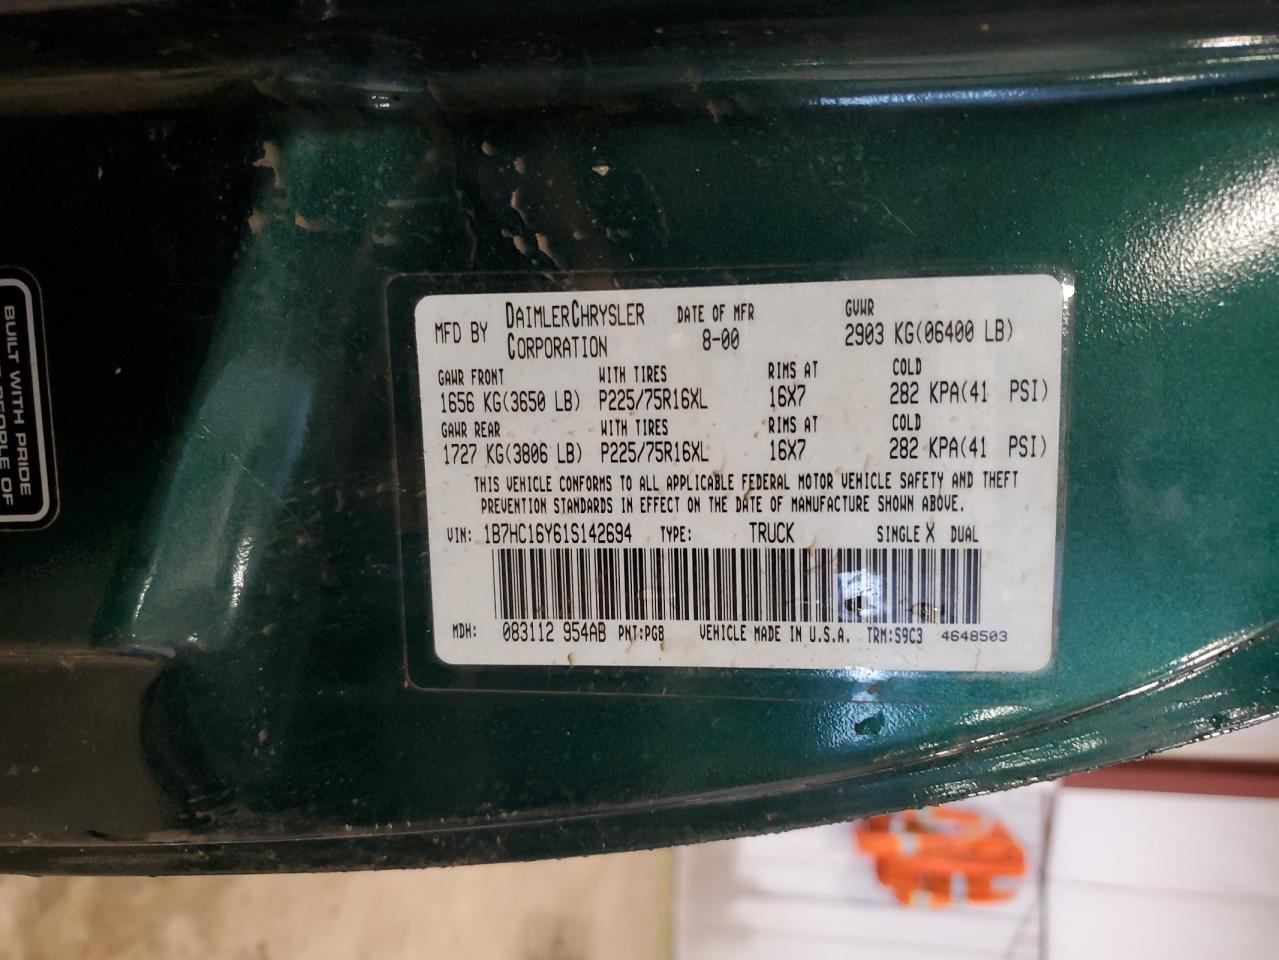 BUILT WITH PRIDE
MFD BY DAIMLERCHRYSLER CORPORATION DATE OF MFR 8-00 GVWR 2903 KG(06400 LB)
GAWR FRONT WITH TIRES RIMS AT COLD
1656 KG(3650 LB) P225/75R16XL 16X7 282 KPA(41 PSI)
GAWR REAR WITH TIRES RIMS AT COLD
1727 KG(3806 LB) P225/75R16XL 16X7 282 KPA(41 PSI)
THIS VEHICLE CONFORMS TO ALL APPLICABLE FEDERAL MOTOR VEHICLE SAFETY AND THEFT
PREVENTION STANDARDS IN EFFECT ON THE DATE OF MANUFACTURE SHOWN ABOVE.
VIN: 1B7HC16Y61S142694 TYPE: TRUCK SINGLE X DUAL
MDH: 083112 954AB PNT:PGB VEHICLE MADE IN U.S.A. TRM:S9C3 4648503